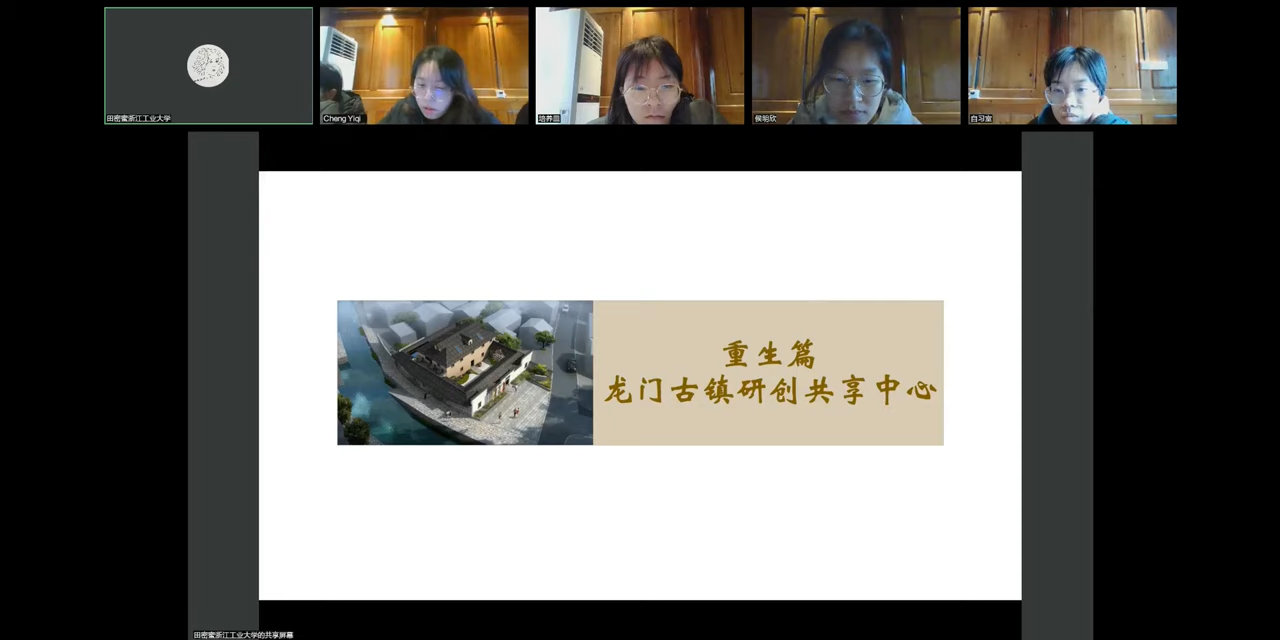 田密蜜浙江工业大学
Cheng Yiqi
培养皿
侯明欣
自习室
重生篇
龙门古镇研创共享中心
田密蜜浙江工业大学的共享屏幕